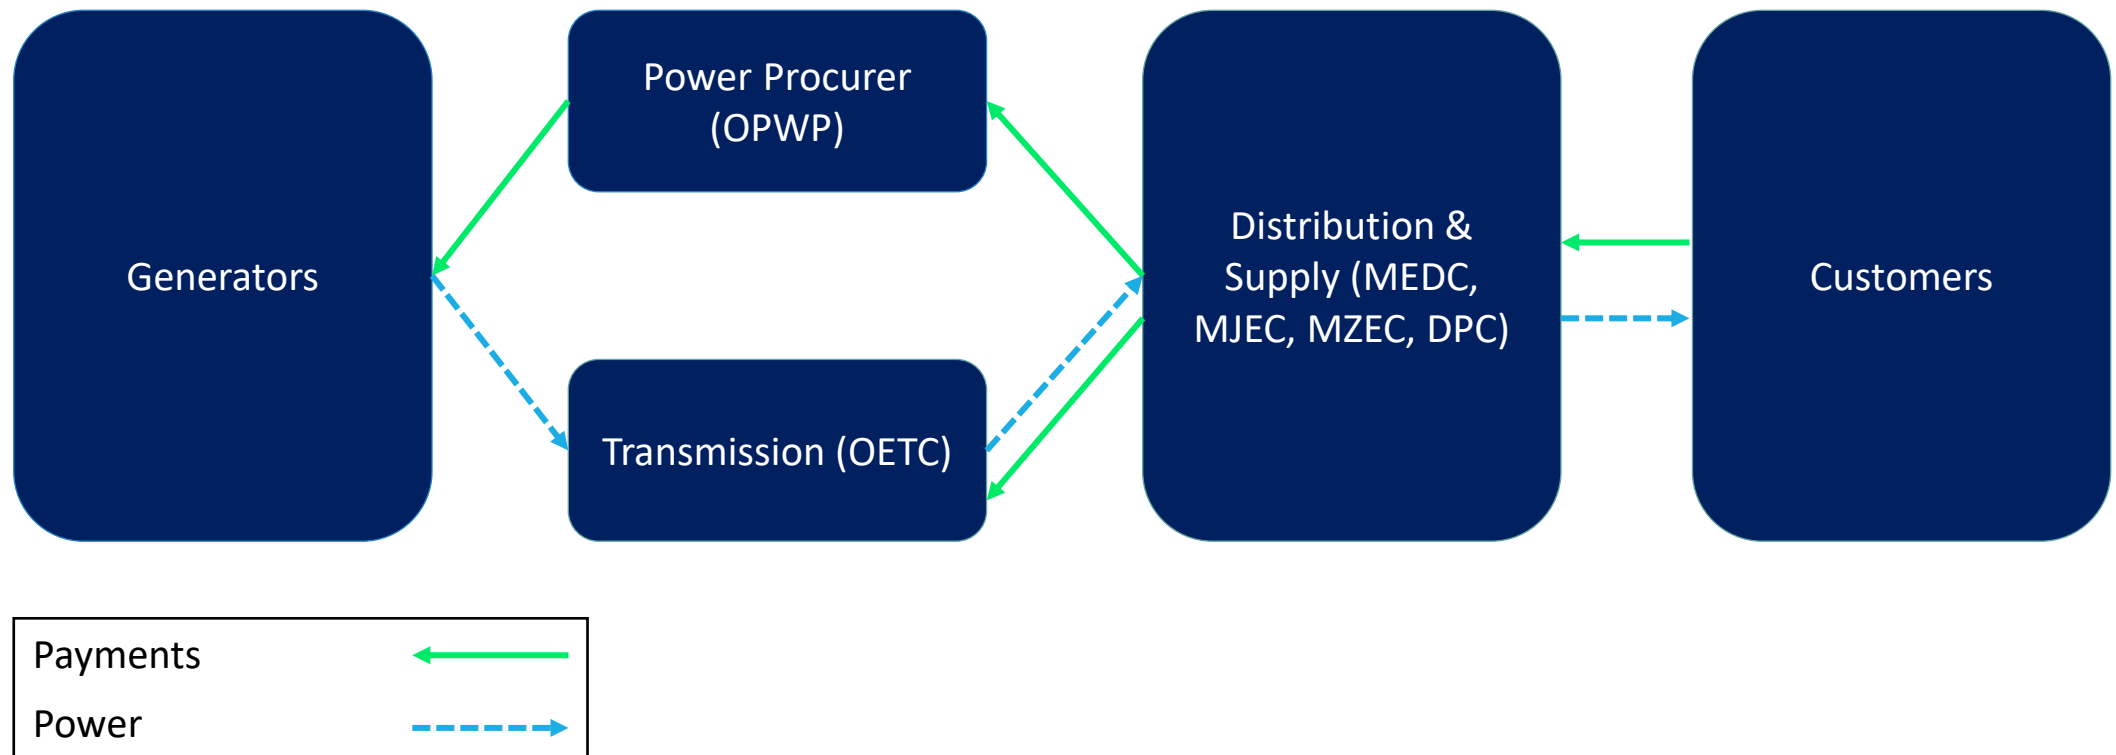 Generators
Power Procurer
(OPWP)
Transmission (OETC)
Distribution &
Supply (MEDC,
MJEC, MZEC, DPC)
Customers
Payments
Power